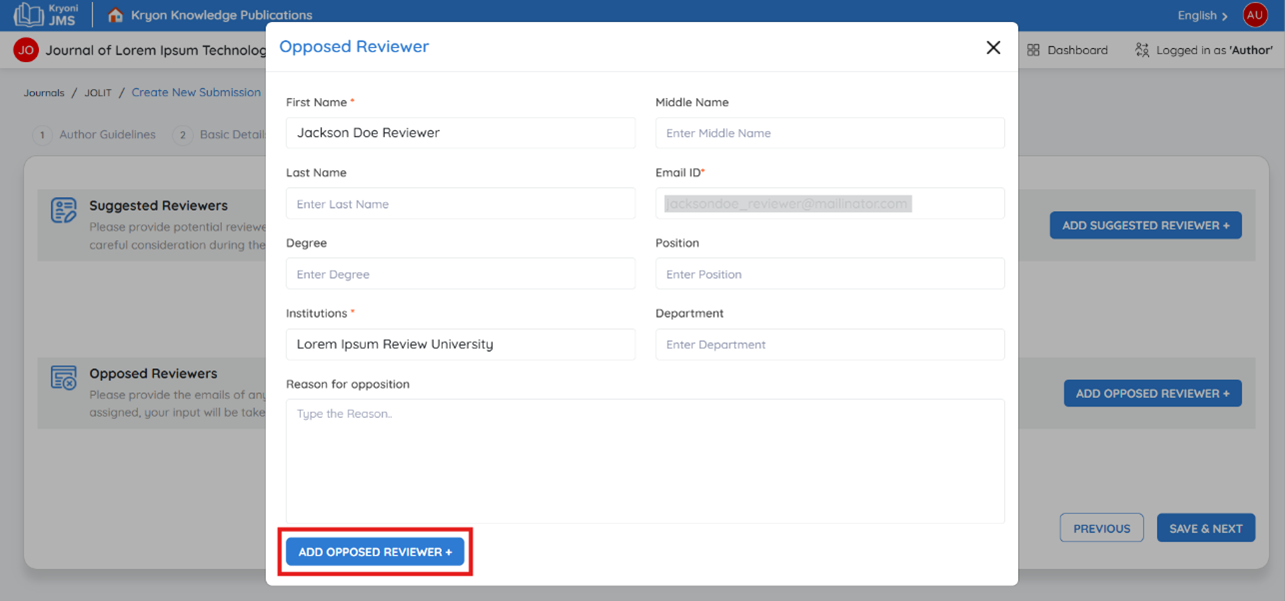 Kryoni
JMS
Kryon Knowledge Publications
English >
AU
JO
Journal of Lorem Ipsum Technolog
Dashboard
Logged in as 'Author'
Journals / JOLIT / Create New Submission
1 Author Guidelines 2 Basic Details
Suggested Reviewers
Please provide potential reviewe
careful consideration during the
ADD SUGGESTED REVIEWER +
Opposed Reviewers
Please provide the emails of any
assigned, your input will be take
ADD OPPOSED REVIEWER +
PREVIOUS
SAVE & NEXT
Opposed Reviewer
First Name *
Jackson Doe Reviewer
Middle Name
Enter Middle Name
Last Name
Enter Last Name
Email ID*
jacksondoe_reviewer@mailinator.com
Degree
Enter Degree
Position
Enter Position
Institutions *
Lorem Ipsum Review University
Department
Enter Department
Reason for opposition
Type the Reason..
ADD OPPOSED REVIEWER +